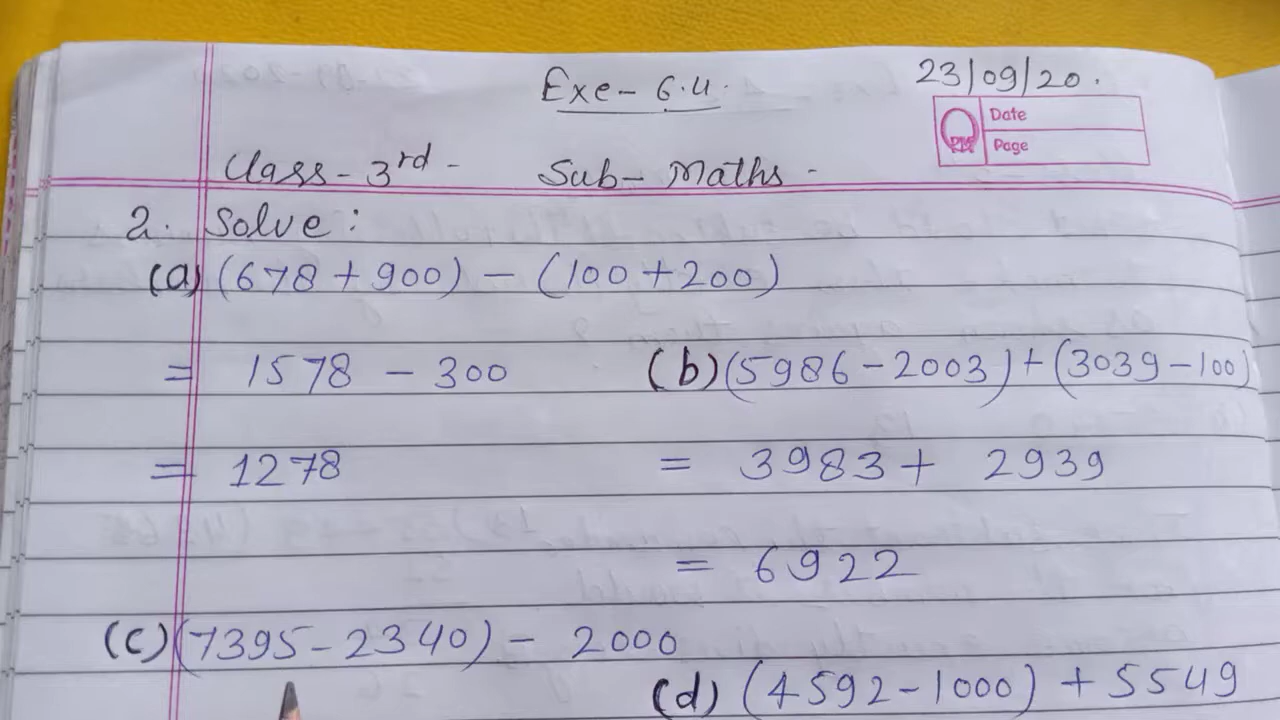 Exe- 6.4.
23/09/20.
Date
Page
Class - 3rd - Sub- Maths -
2. Solve :
(a) (678 + 900) - (100 + 200)
= 1578 - 300
(b) (5986 - 2003) + (3039 - 100)
= 1278
= 3983 + 2939
= 6922
(c) (7395 - 2340) - 2000
(d) (4592 - 1000) + 5549